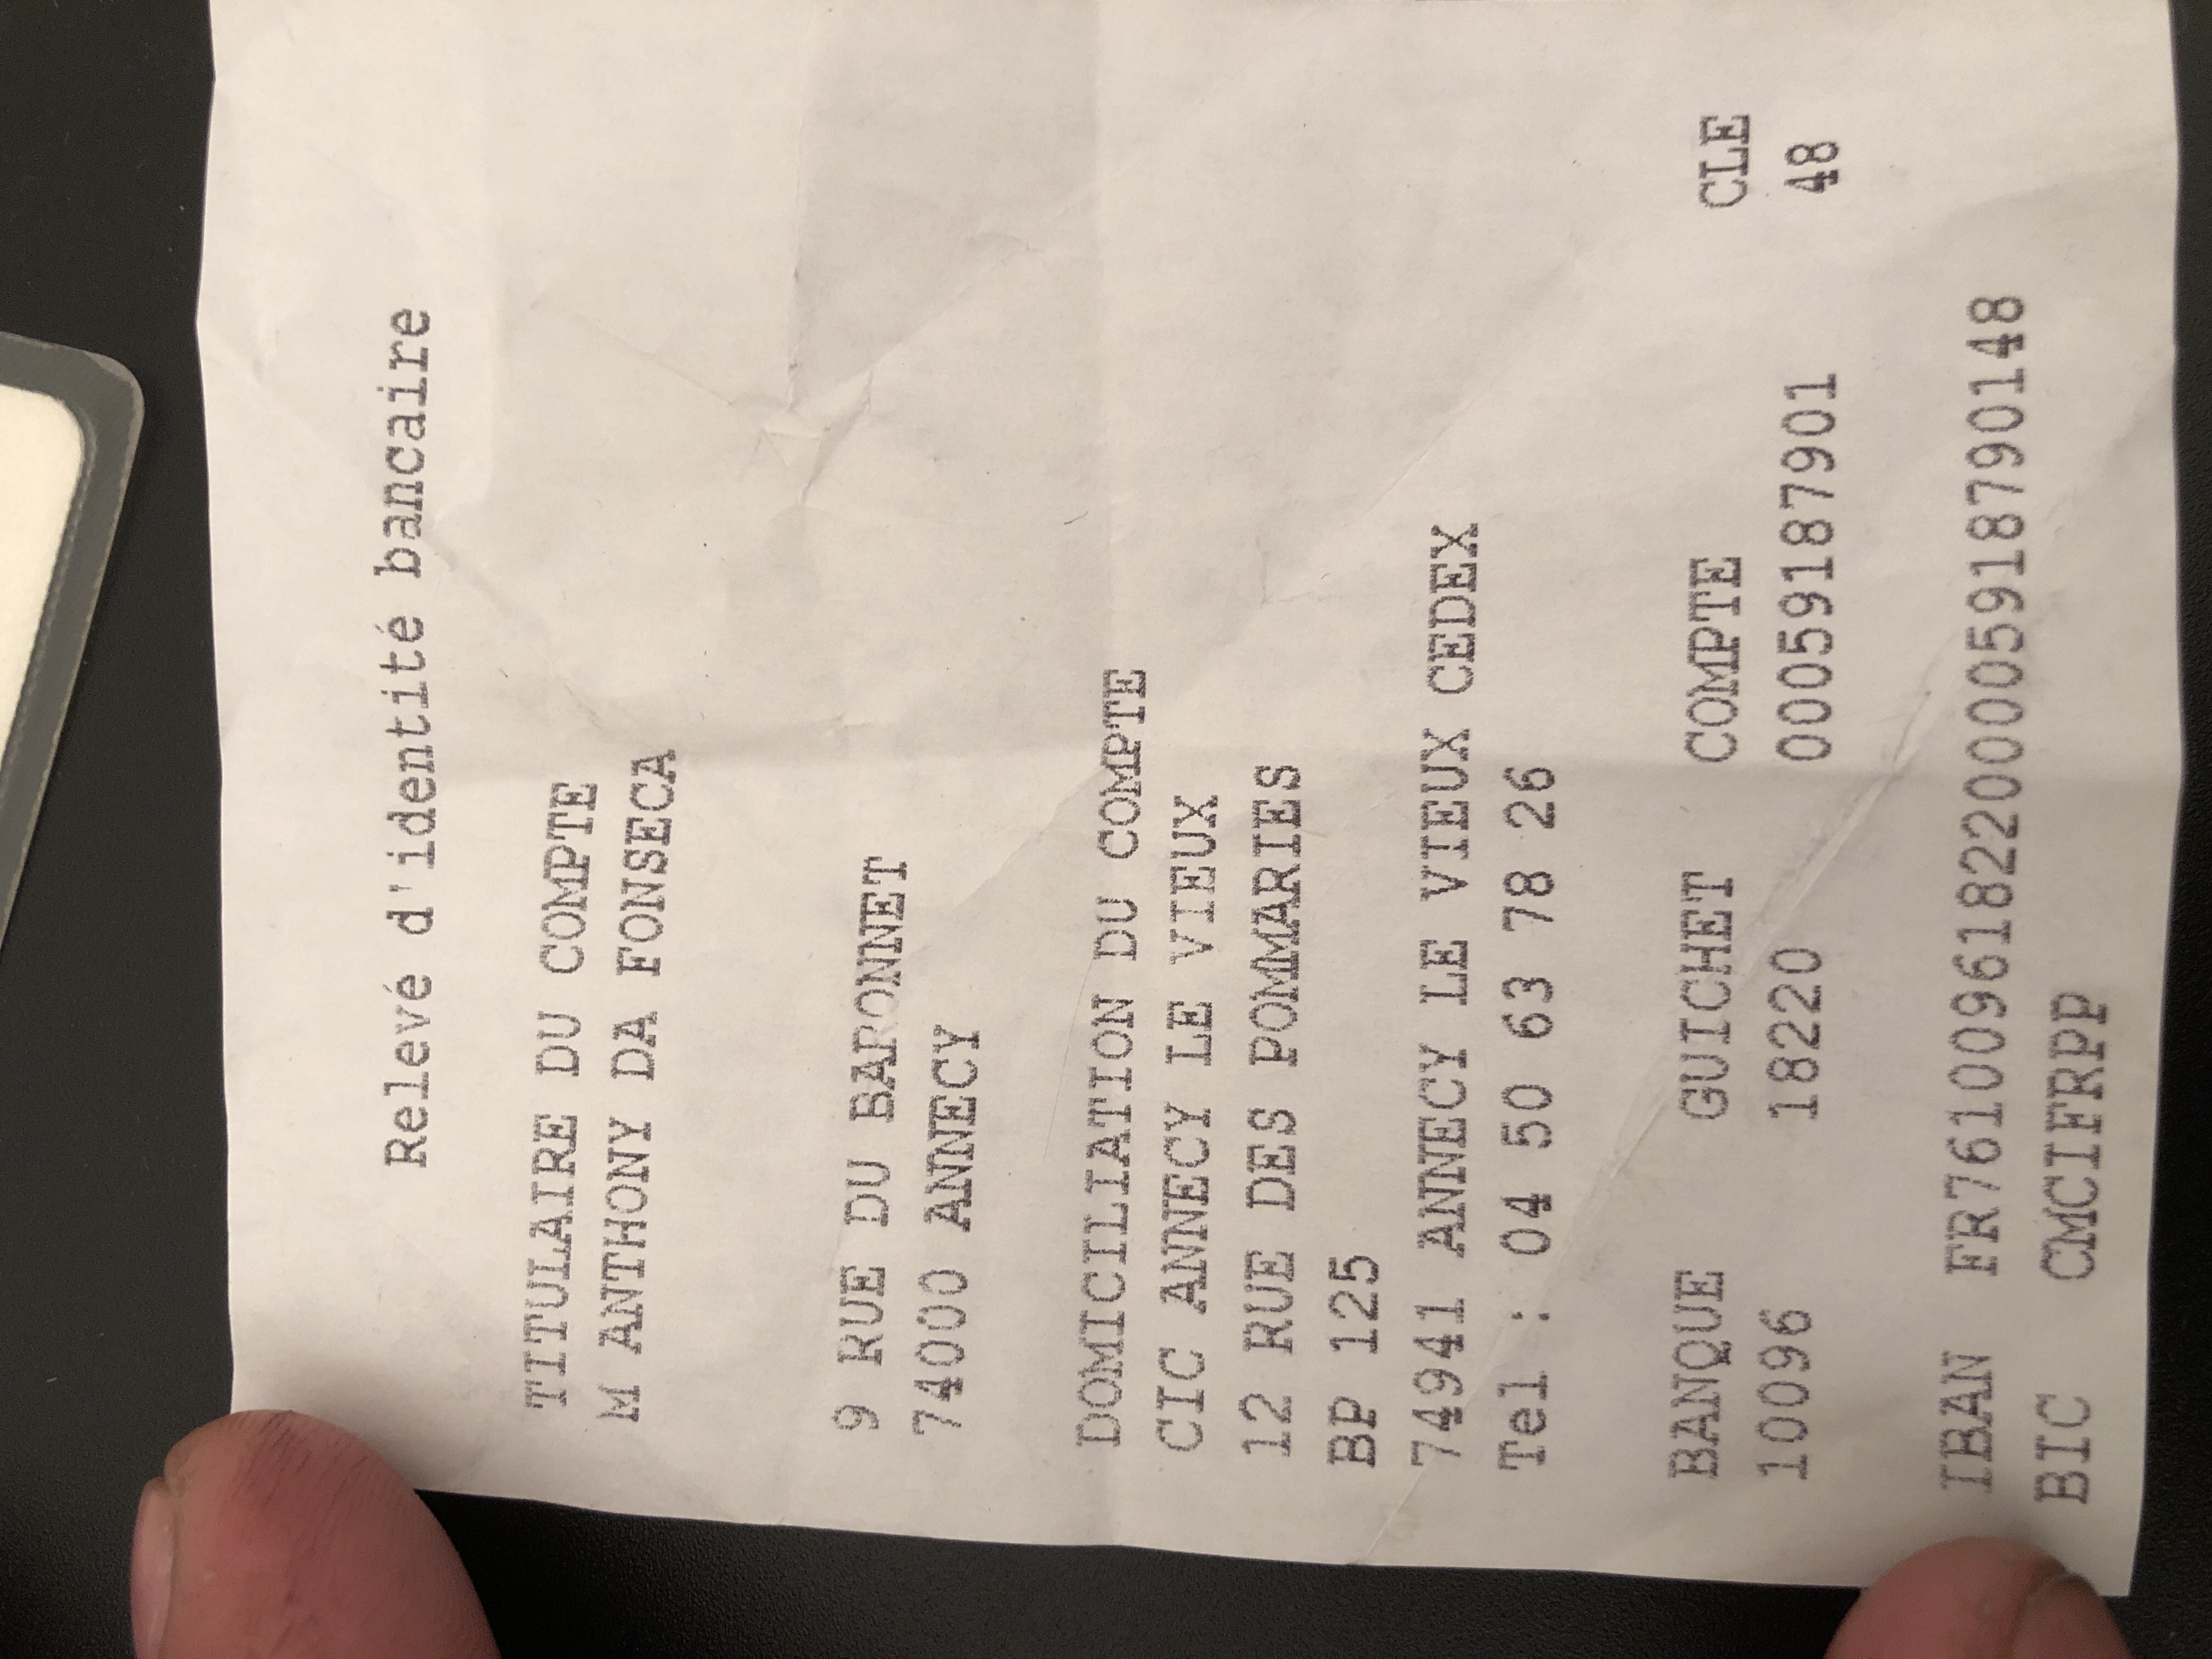 Relevé d'identité bancaire
TITULAIRE DU COMPTE
M ANTHONY DA FONSECA
9 RUE DU BARONNET
74000 ANNECY
DOMICILIATION DU COMPTE
CIC ANNECY LE VIEUX
12 RUE DES POMMARIES
BP 125
74941 ANNECY LE VIEUX CEDEX
Tel : 04 50 63 78 26
BANQUE GUICHET COMPTE CLE
10096 18220 00059187901 48
IBAN FR7610096182200005918790148
BIC CMCIFRPP